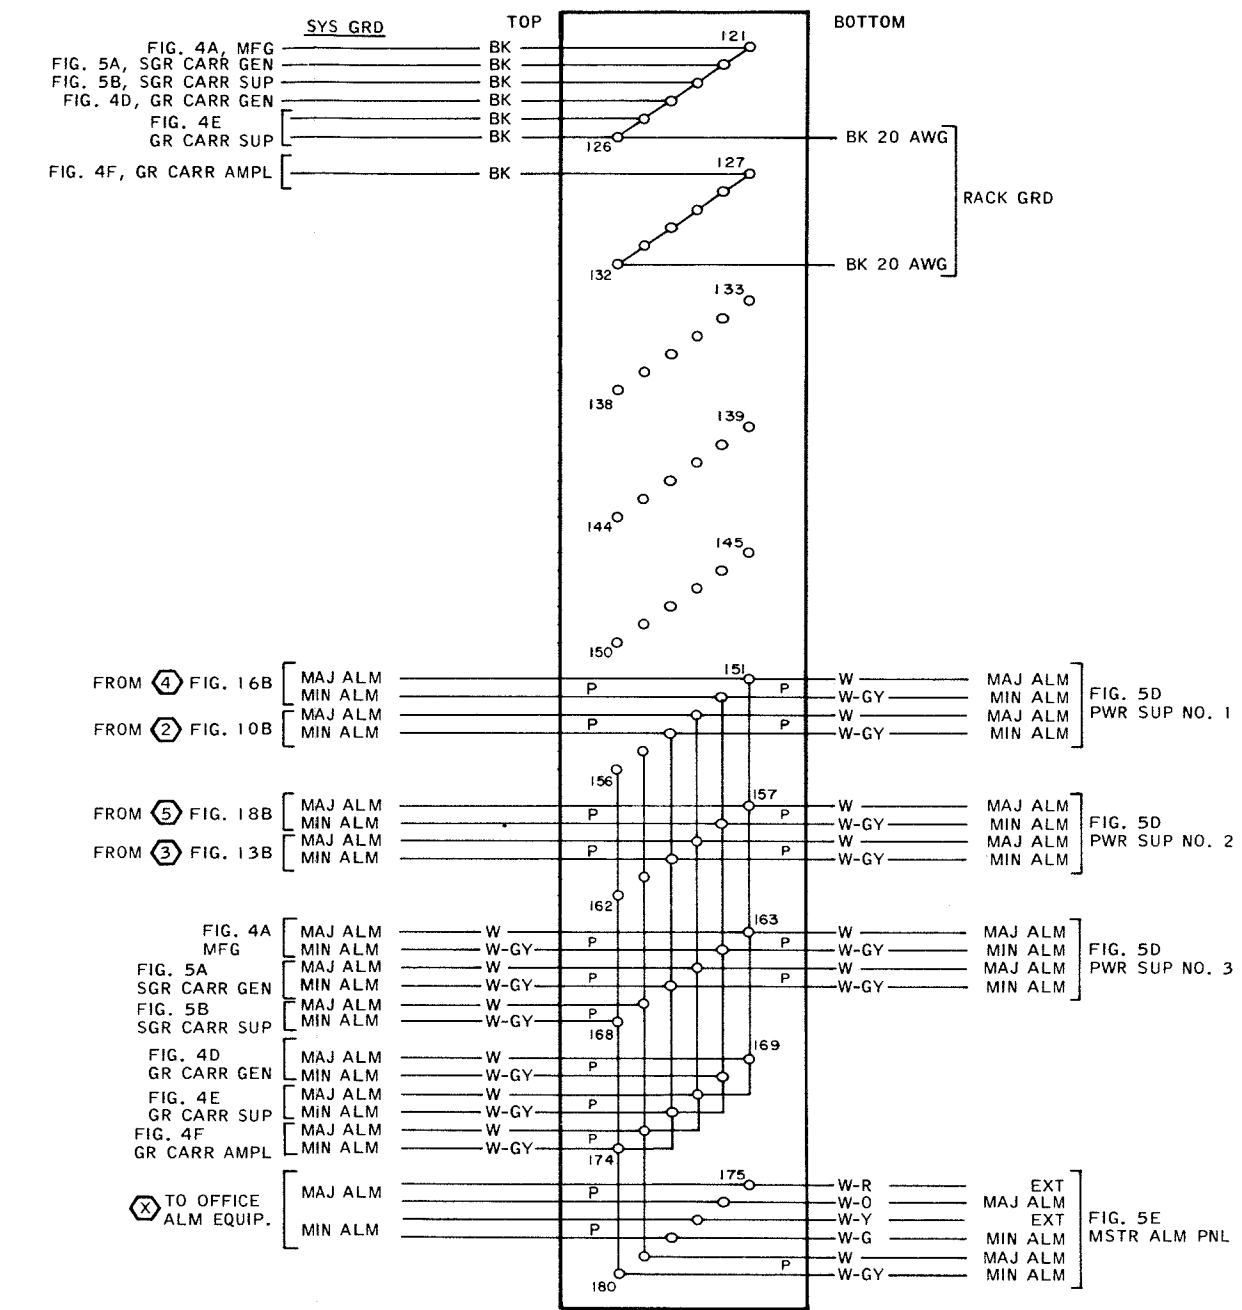 SYS GRD TOP BOTTOM
FIG. 4A, MFG BK 121
FIG. 5A, SGR CARR GEN BK
FIG. 5B, SGR CARR SUP BK
FIG. 4D, GR CARR GEN BK
FIG. 4E BK
GR CARR SUP BK 126 BK 20 AWG
FIG. 4F, GR CARR AMPL BK 127
RACK GRD
132 BK 20 AWG
133
138
139
144
145
150
FROM 4 FIG. 16B MAJ ALM P 151 P W MAJ ALM FIG. 5D
MIN ALM W-GY MIN ALM PWR SUP NO. 1
FROM 2 FIG. 10B MAJ ALM P P W MAJ ALM
MIN ALM W-GY MIN ALM
156
FROM 5 FIG. 18B MAJ ALM P 157 P W MAJ ALM FIG. 5D
MIN ALM W-GY MIN ALM PWR SUP NO. 2
FROM 3 FIG. 13B MAJ ALM P P W MAJ ALM
MIN ALM W-GY MIN ALM
162
FIG. 4A MAJ ALM W P 163 P W MAJ ALM FIG. 5D
MFG MIN ALM W-GY W-GY MIN ALM PWR SUP NO. 3
FIG. 5A MAJ ALM W P P W MAJ ALM
SGR CARR GEN MIN ALM W-GY W-GY MIN ALM
FIG. 5B MAJ ALM W P
SGR CARR SUP MIN ALM W-GY 168
FIG. 4D MAJ ALM W P 169
GR CARR GEN MIN ALM W-GY
FIG. 4E MAJ ALM W P
GR CARR SUP MIN ALM W-GY
FIG. 4F MAJ ALM W P
GR CARR AMPL MIN ALM W-GY 174
X TO OFFICE MAJ ALM P 175 W-R EXT
ALM EQUIP. W-O MAJ ALM
MIN ALM P W-Y EXT FIG. 5E
W-G MIN ALM MSTR ALM PNL
P W MAJ ALM
180 W-GY MIN ALM